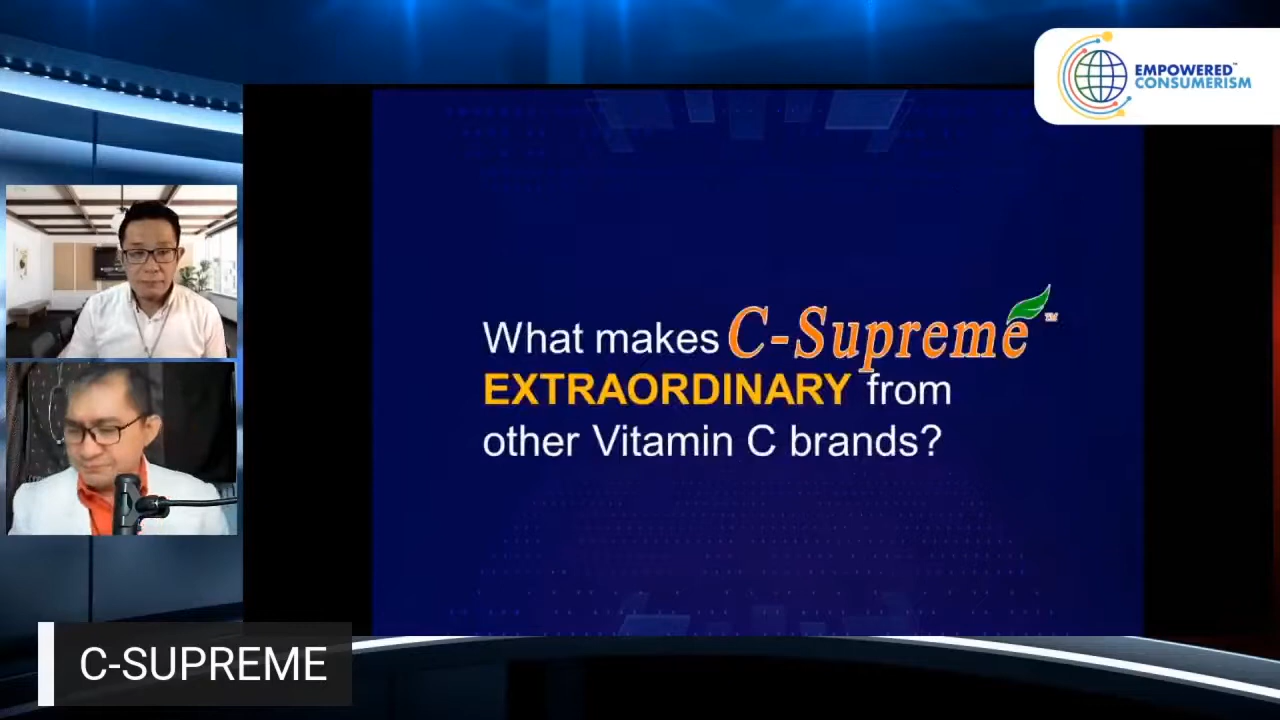 EMPOWERED™
CONSUMERISM
What makes C-Supreme™
EXTRAORDINARY from
other Vitamin C brands?
C-SUPREME